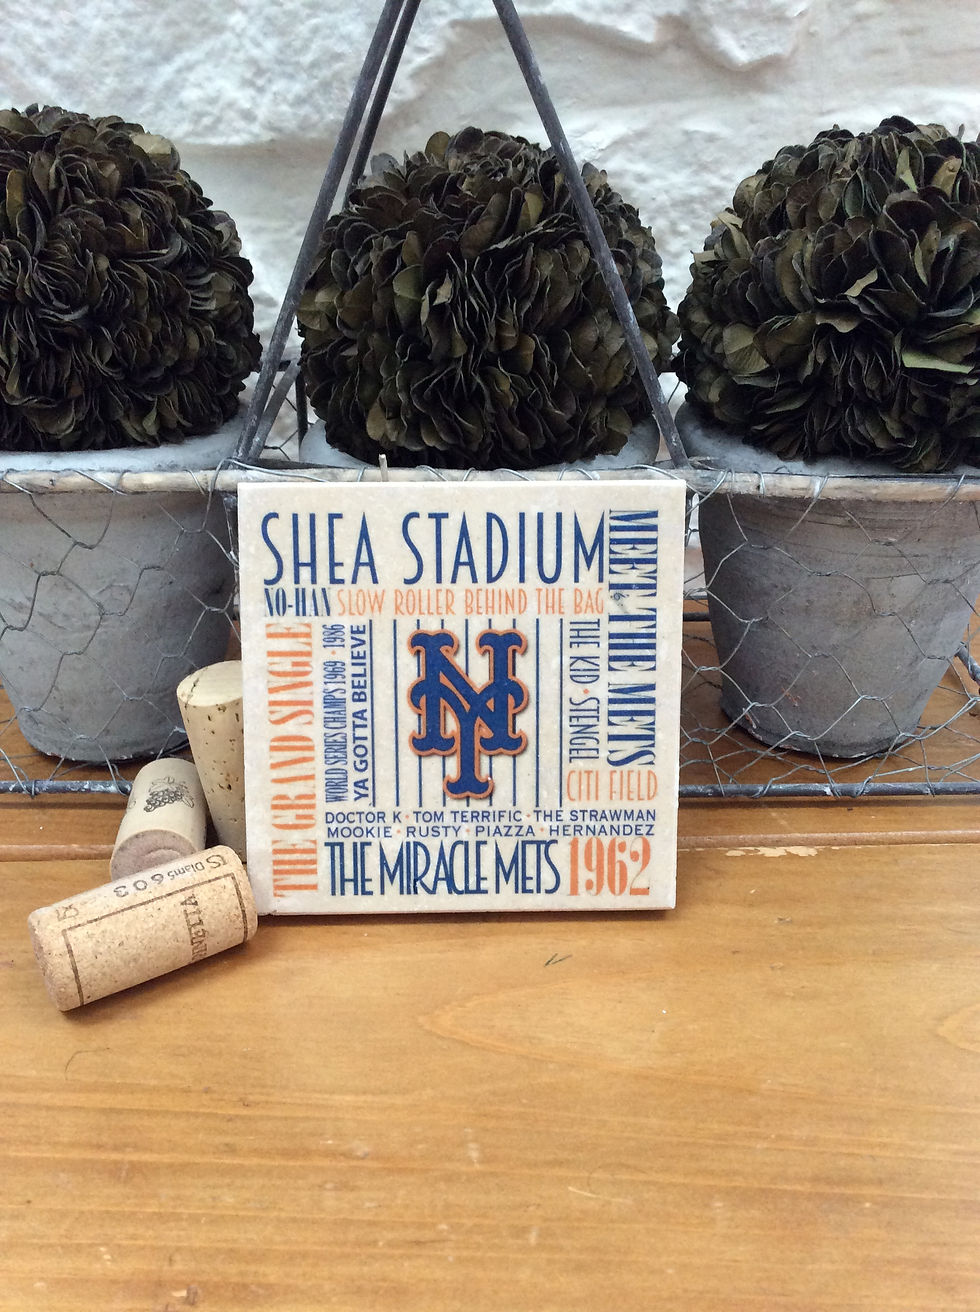 SHEA STADIUM
MEET THE METS
NO-HAN SLOW ROLLER BEHIND THE BAG
THE GRAND SINGLE
WORLD SERIES CHAMPS 1969 · 1986
YA GOTTA BELIEVE
NY
THE KID · STENGEL
CITI FIELD
DOCTOR K · TOM TERRIFIC · THE STRAWMAN
MOOKIE · RUSTY · PIAZZA · HERNANDEZ
THE MIRACLE METS 1962
Diam5 603